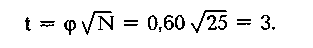 t = φ √N = 0,60 √25 = 3.